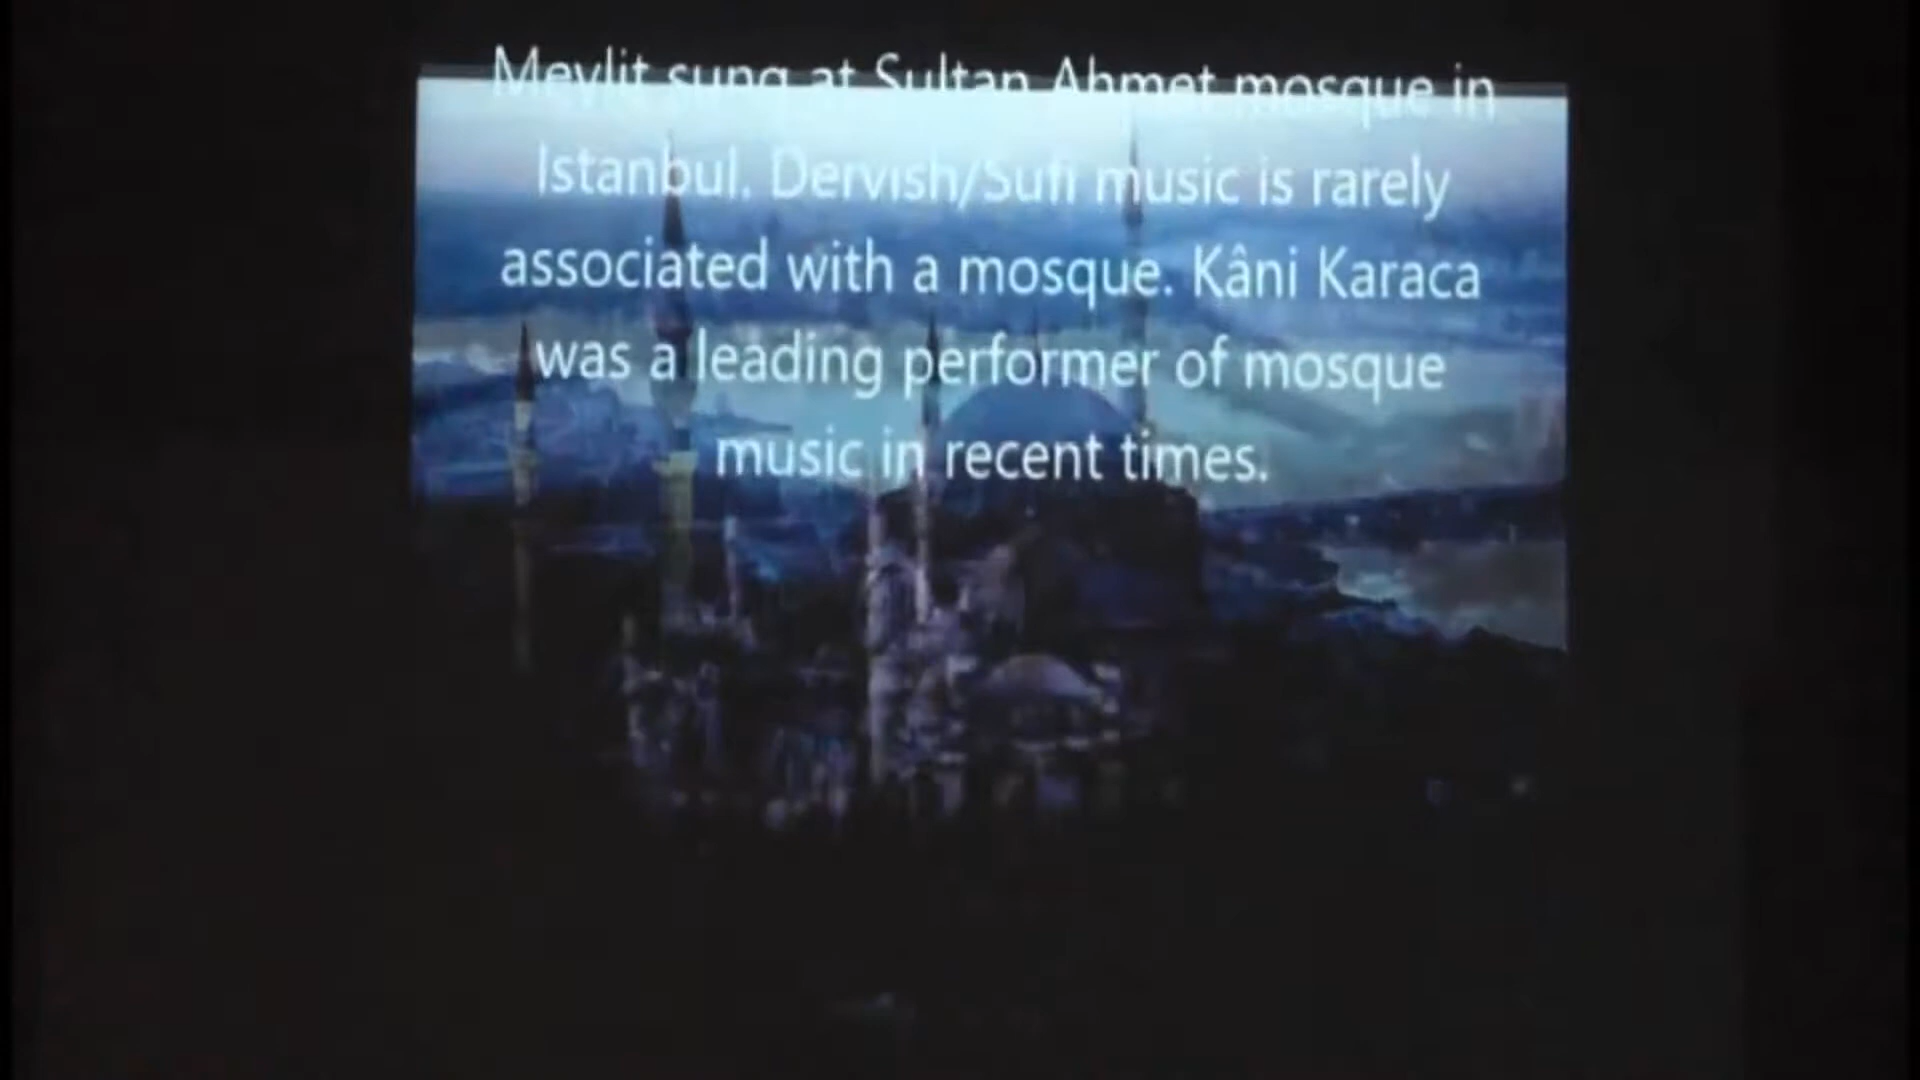 Mevlit sung at Sultan Ahmet mosque in
Istanbul. Dervish/Sufi music is rarely
associated with a mosque. Kâni Karaca
was a leading performer of mosque
music in recent times.